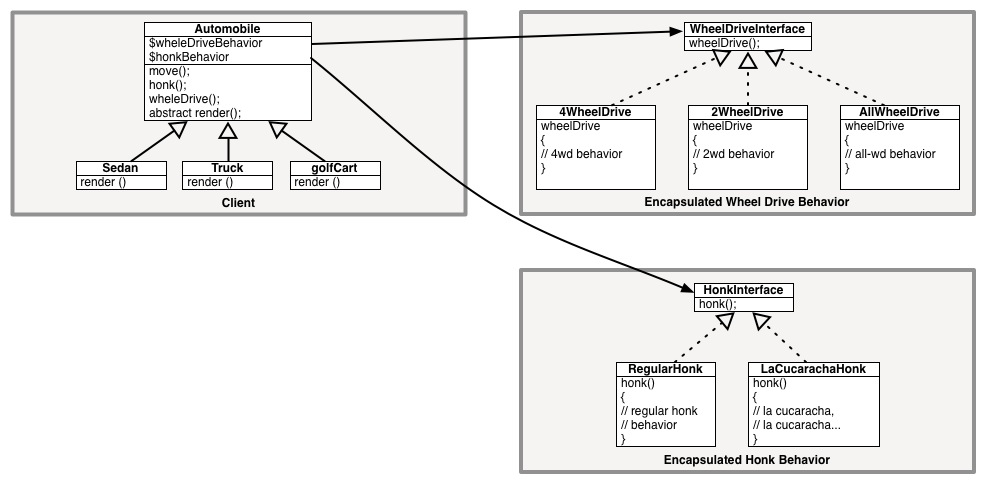 Automobile
$wheleDriveBehavior
$honkBehavior
move();
honk();
wheleDrive();
abstract render();
Sedan
render ()
Truck
render ()
golfCart
render ()
Client
WheelDriveInterface
wheelDrive();
4WheelDrive
wheelDrive
{
// 4wd behavior
}
2WheelDrive
wheelDrive
{
// 2wd behavior
}
AllWheelDrive
wheelDrive
{
// all-wd behavior
}
Encapsulated Wheel Drive Behavior
HonkInterface
honk();
RegularHonk
honk()
{
// regular honk
// behavior
}
LaCucarachaHonk
honk()
{
// la cucaracha,
// la cucaracha...
}
Encapsulated Honk Behavior